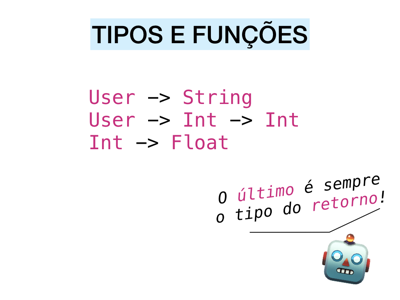 TIPOS E FUNÇÕES
User -> String
User -> Int -> Int
Int -> Float
O último é sempre
o tipo do retorno!